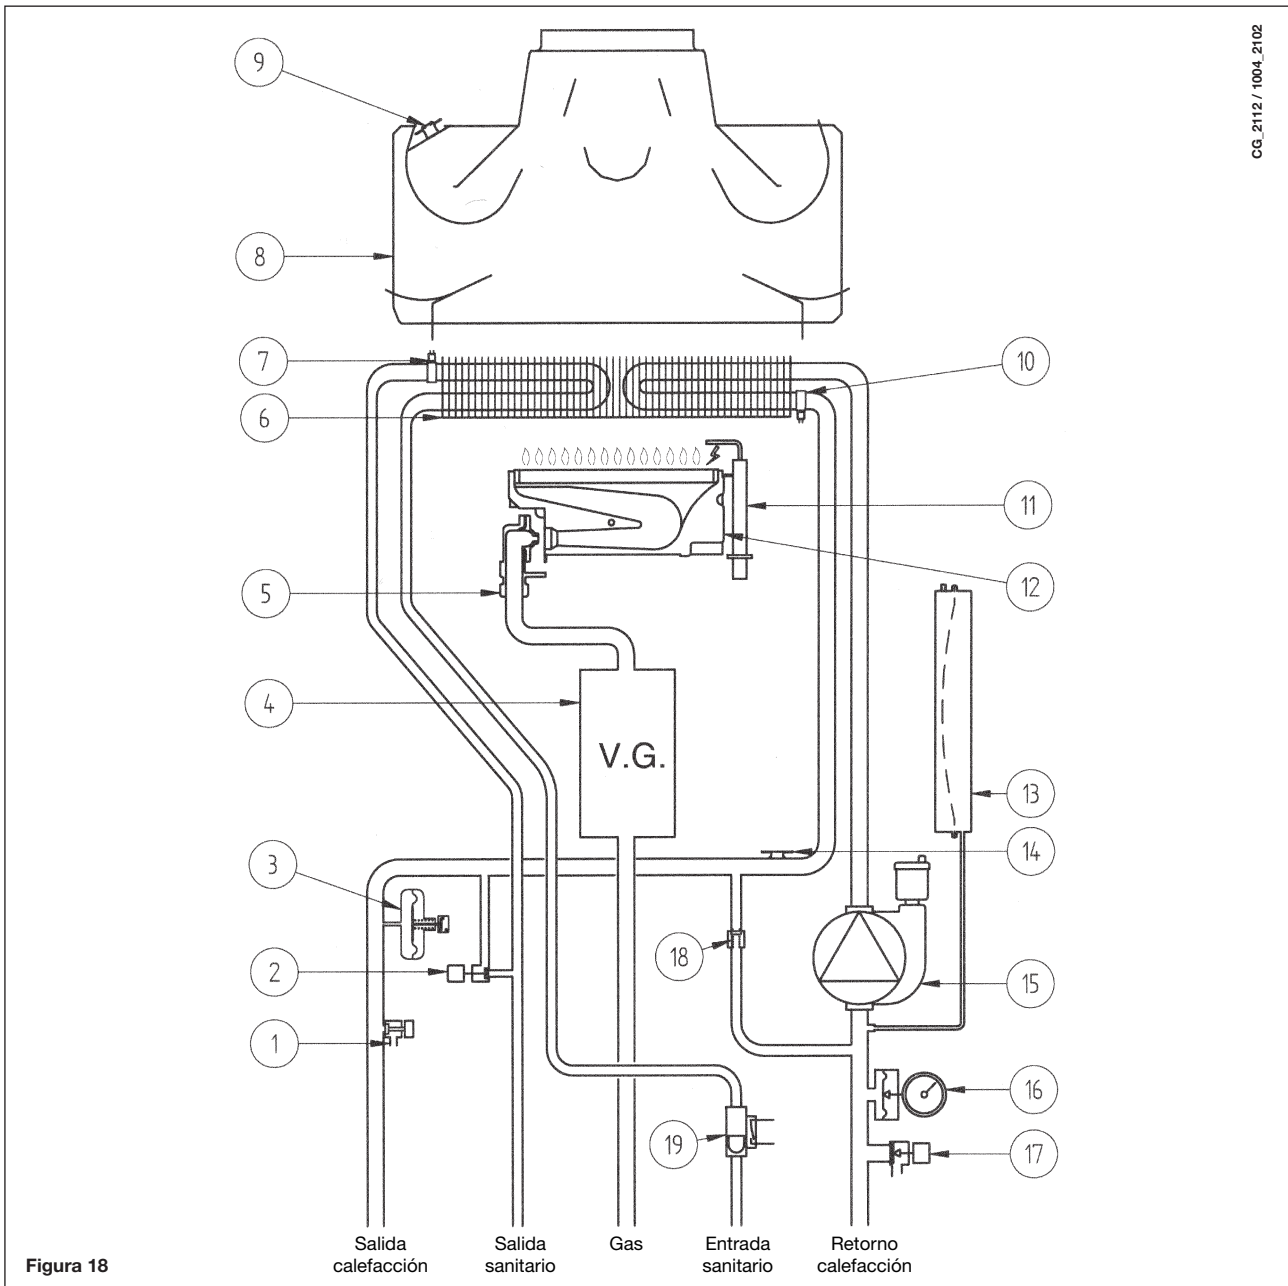 CG_2112 / 1004_2102
9
8
7
10
6
11
5
12
4
V.G.
13
3
14
18
2
15
1
16
19
17
Salida
calefacción
Salida
sanitario
Gas
Entrada
sanitario
Retorno
calefacción
Figura 18